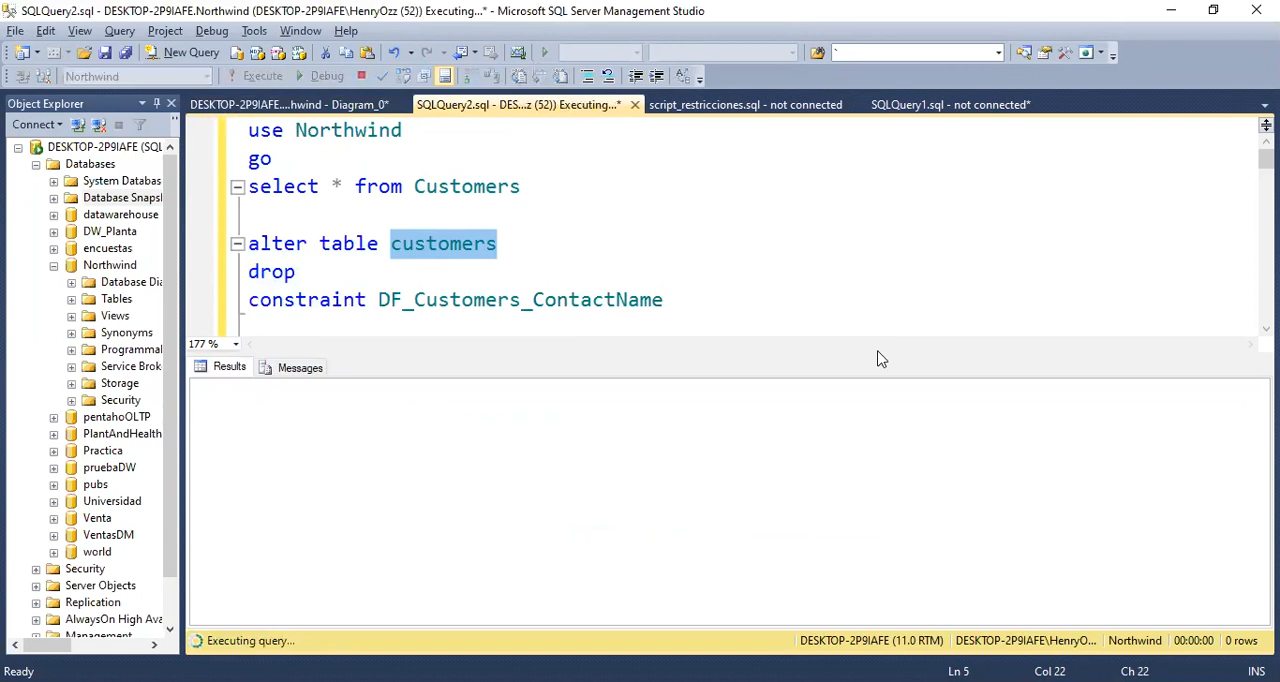 SQLQuery2.sql - DESKTOP-2P9IAFE.Northwind (DESKTOP-2P9IAFE\HenryOzz (52)) Executing...* - Microsoft SQL Server Management Studio
File Edit View Query Project Debug Tools Window Help
New Query
Northwind Execute Debug
Object Explorer
DESKTOP-2P9IAFE....hwind - Diagram_0* SQLQuery2.sql - DES...z (52)) Executing...* script_restricciones.sql - not connected SQLQuery1.sql - not connected*
Connect
DESKTOP-2P9IAFE (SQL
Databases
System Databas
Database Snapsl
datawarehouse
DW_Planta
encuestas
Northwind
Database Dia
Tables
Views
Synonyms
Programmal
Service Brok
Storage
Security
pentahoOLTP
PlantAndHealth
Practica
pruebaDW
pubs
Universidad
Venta
VentasDM
world
Security
Server Objects
Replication
AlwaysOn High Ava
Management
use Northwind
go
select * from Customers
alter table customers
drop
constraint DF_Customers_ContactName
177 %
Results Messages
Executing query... DESKTOP-2P9IAFE (11.0 RTM) DESKTOP-2P9IAFE\HenryO... Northwind 00:00:00 0 rows
Ready Ln 5 Col 22 Ch 22 INS